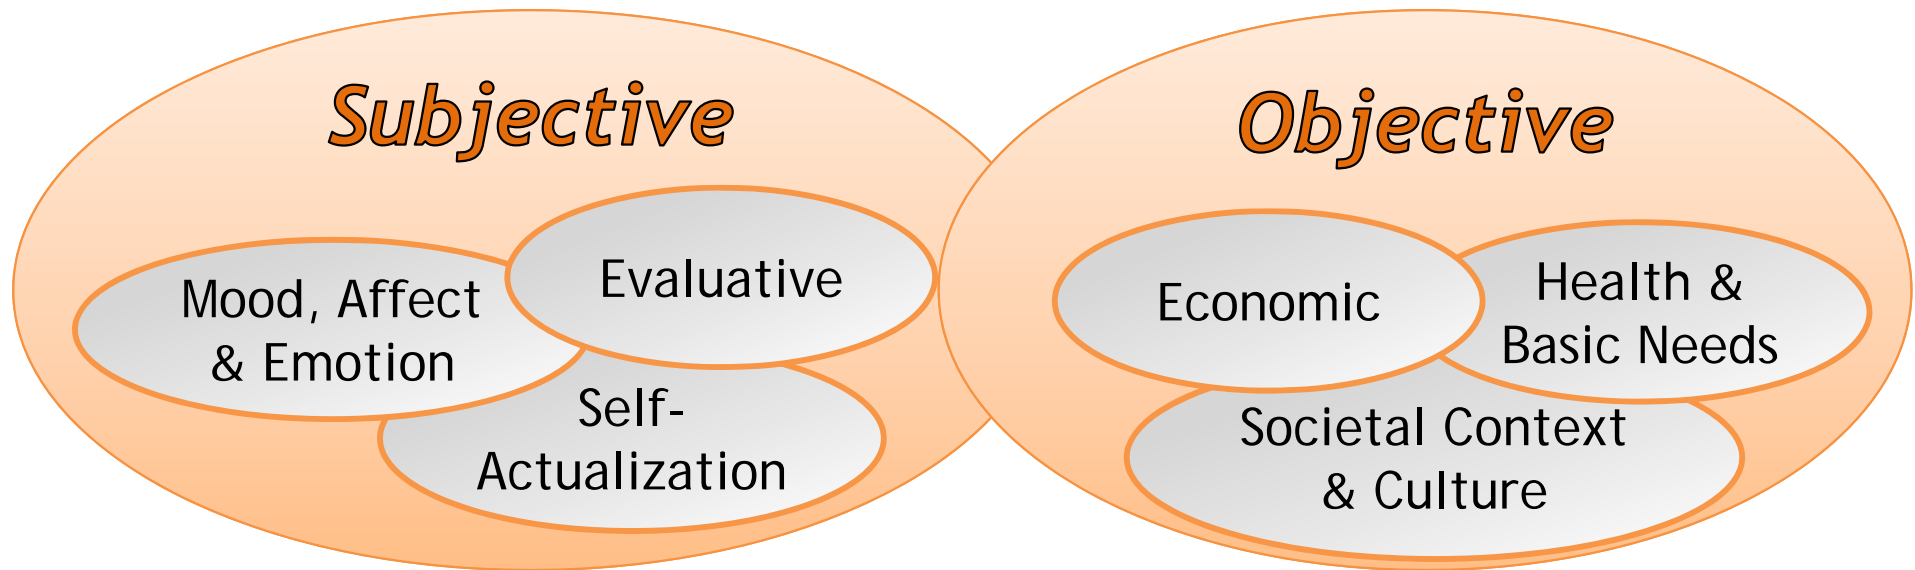 Subjective
Mood, Affect
& Emotion
Evaluative
Self-
Actualization
Objective
Economic
Health &
Basic Needs
Societal Context
& Culture